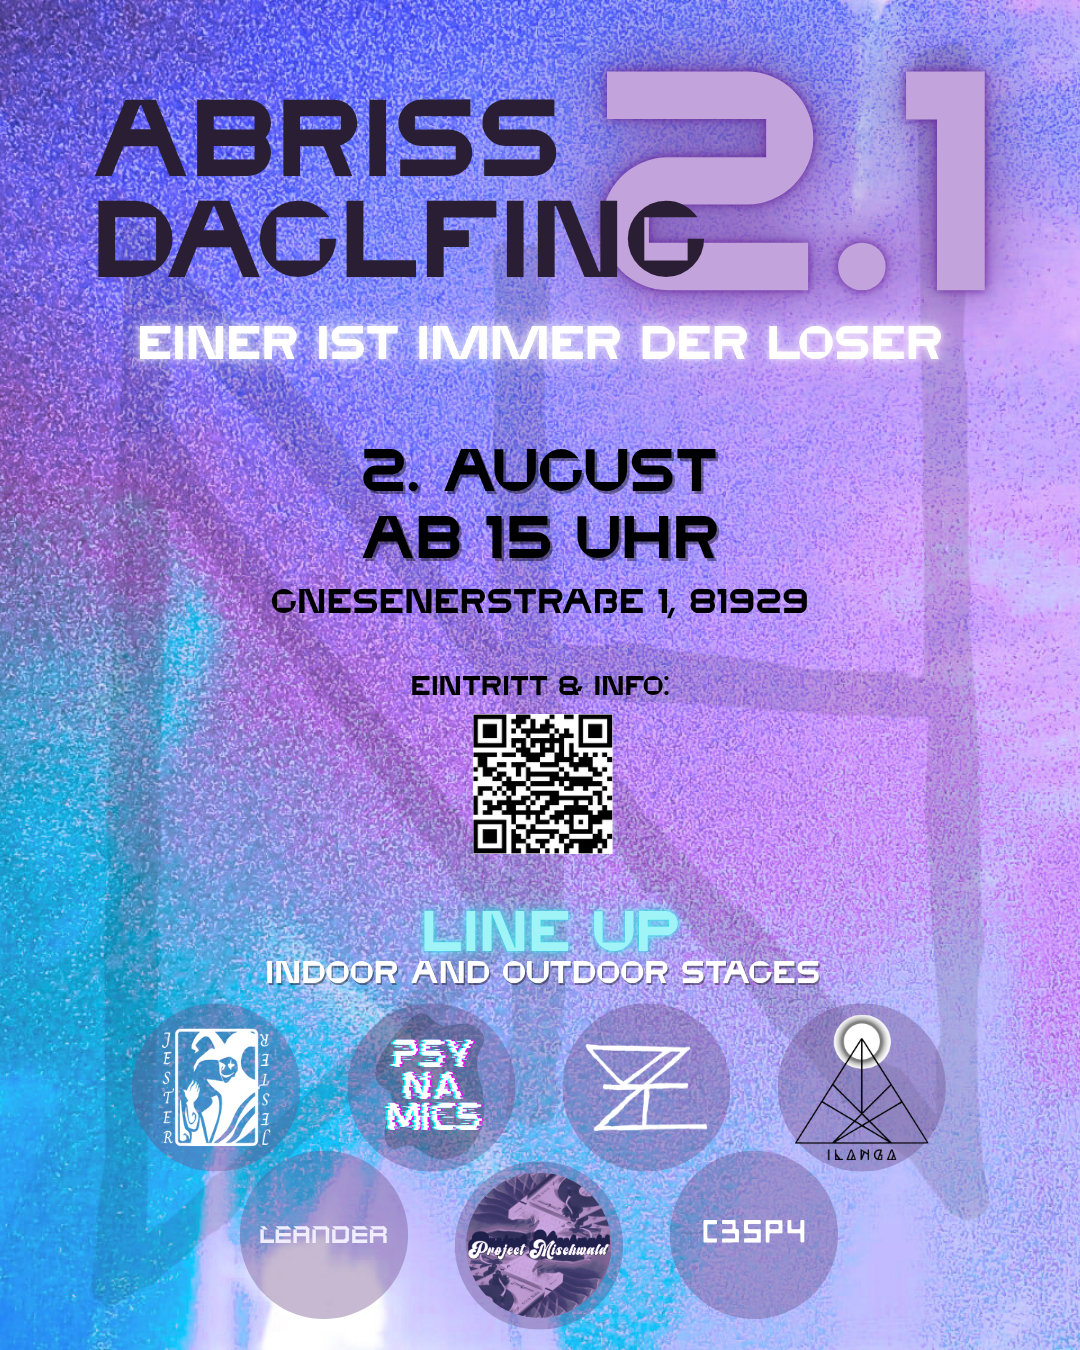 ABRISS 2.1
DAGLFING
EINER IST IMMER DER LOSER
2. AUGUST
AB 15 UHR
GNESENERSTRAßE 1, 81929
EINTRITT & INFO:
LINE UP
INDOOR AND OUTDOOR STAGES
JESTER
JESTER
PSY
NA
MICS
ILANGA
LEANDER
Project Mischwald
C35P4